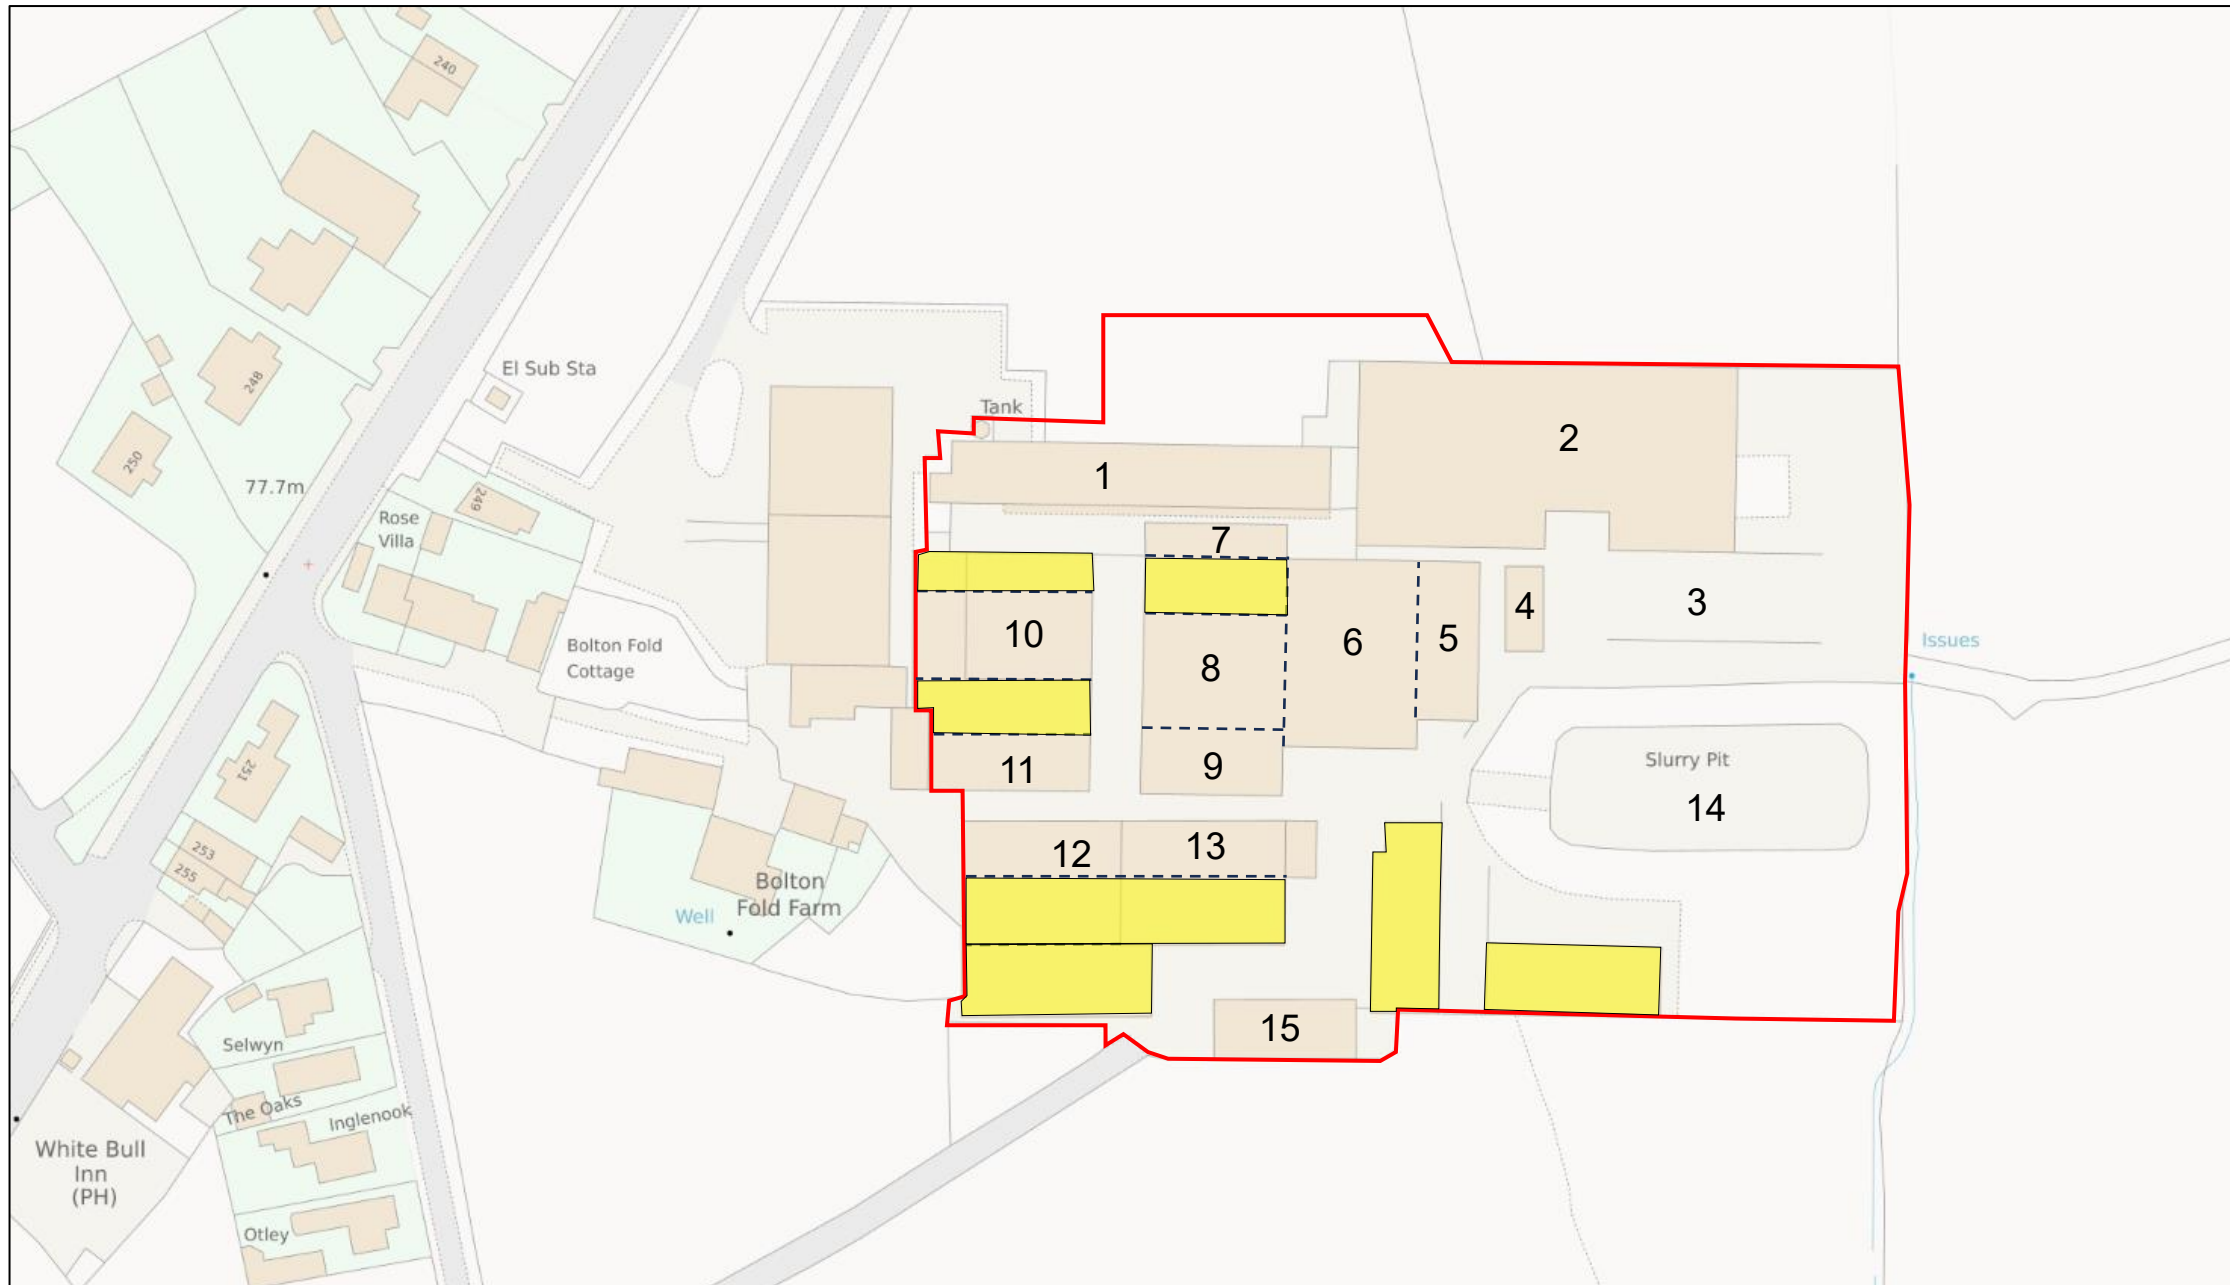 240
248
El Sub Sta
Tank
2
250
1
77.7m
249
Rose
Villa
7
4
3
10
6
5
Issues
Bolton Fold
Cottage
8
Slurry Pit
251
11
9
14
253
12
13
255
Bolton
Fold Farm
Well
15
Selwyn
The Oaks
Inglenook
White Bull
Inn
(PH)
Otley